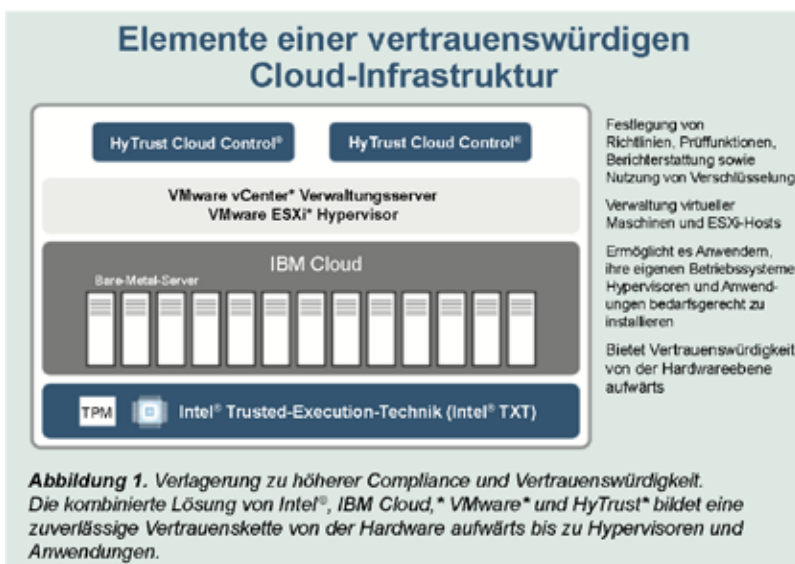 Elemente einer vertrauenswürdigen
Cloud-Infrastruktur
HyTrust Cloud Control®
HyTrust Cloud Control®
VMware vCenter* Verwaltungsserver
VMware ESXi* Hypervisor
IBM Cloud
Bare-Metal-Server
TPM
Intel® Trusted-Execution-Technik (Intel® TXT)
Festlegung von
Richtlinien, Prüffunktionen,
Berichterstattung sowie
Nutzung von Verschlüsselung
Verwaltung virtueller
Maschinen und ESXi-Hosts
Ermöglicht es Anwendern,
ihre eigenen Betriebssysteme
Hypervisoren und Anwend-
ungen bedarfsgerecht zu
installieren
Bietet Vertrauenswürdigkeit
von der Hardwareebene
aufwärts
Abbildung 1. Verlagerung zu höherer Compliance und Vertrauenswürdigkeit.
Die kombinierte Lösung von Intel®, IBM Cloud,* VMware* und HyTrust* bildet eine
zuverlässige Vertrauenskette von der Hardware aufwärts bis zu Hypervisoren und
Anwendungen.